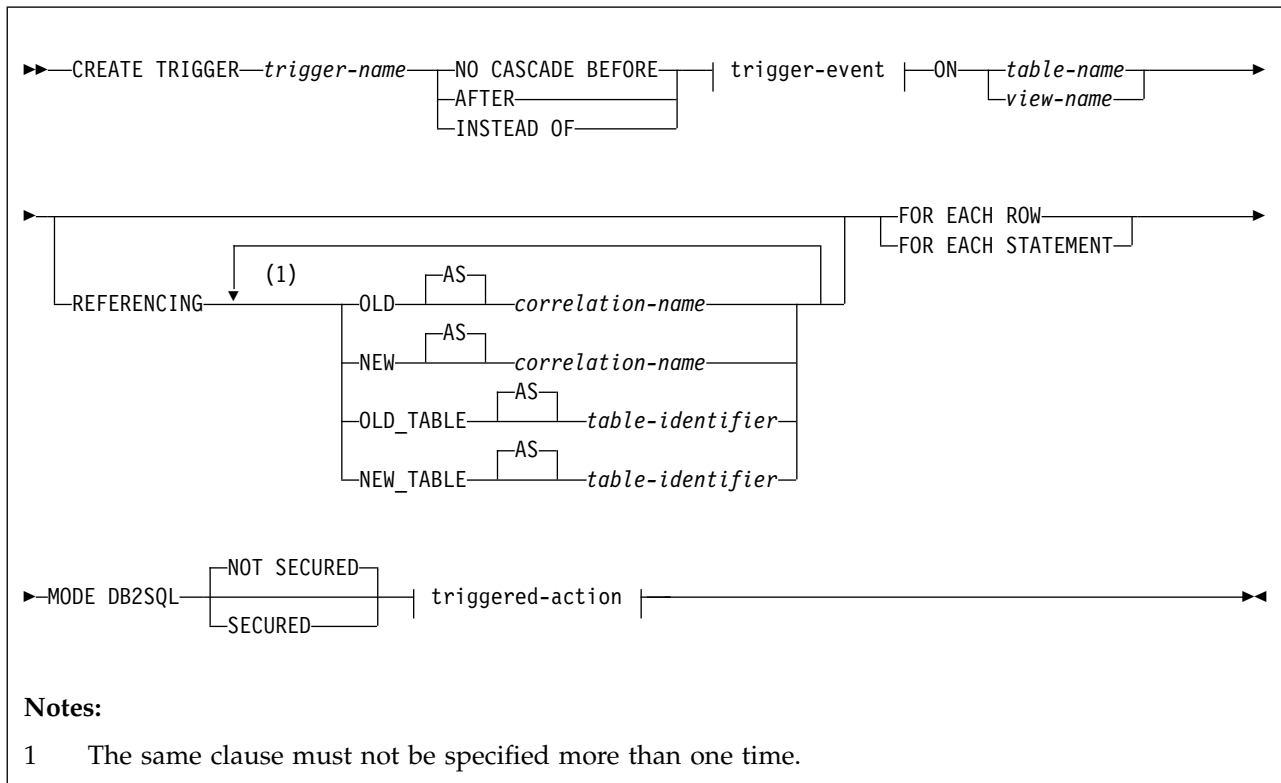 CREATE TRIGGER trigger-name NO CASCADE BEFORE trigger-event ON table-name
AFTER view-name
INSTEAD OF
FOR EACH ROW
FOR EACH STATEMENT
(1) AS
REFERENCING OLD correlation-name
AS
NEW correlation-name
AS
OLD_TABLE table-identifier
AS
NEW_TABLE table-identifier
NOT SECURED
MODE DB2SQL triggered-action
SECURED
Notes:
1 The same clause must not be specified more than one time.